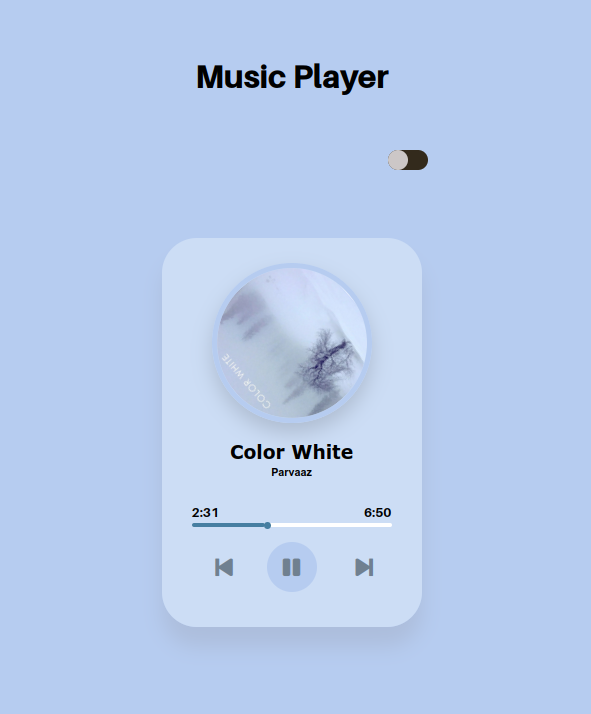 Music Player
COLOR WHITE
Color White
Parvaaz
2:31 6:50